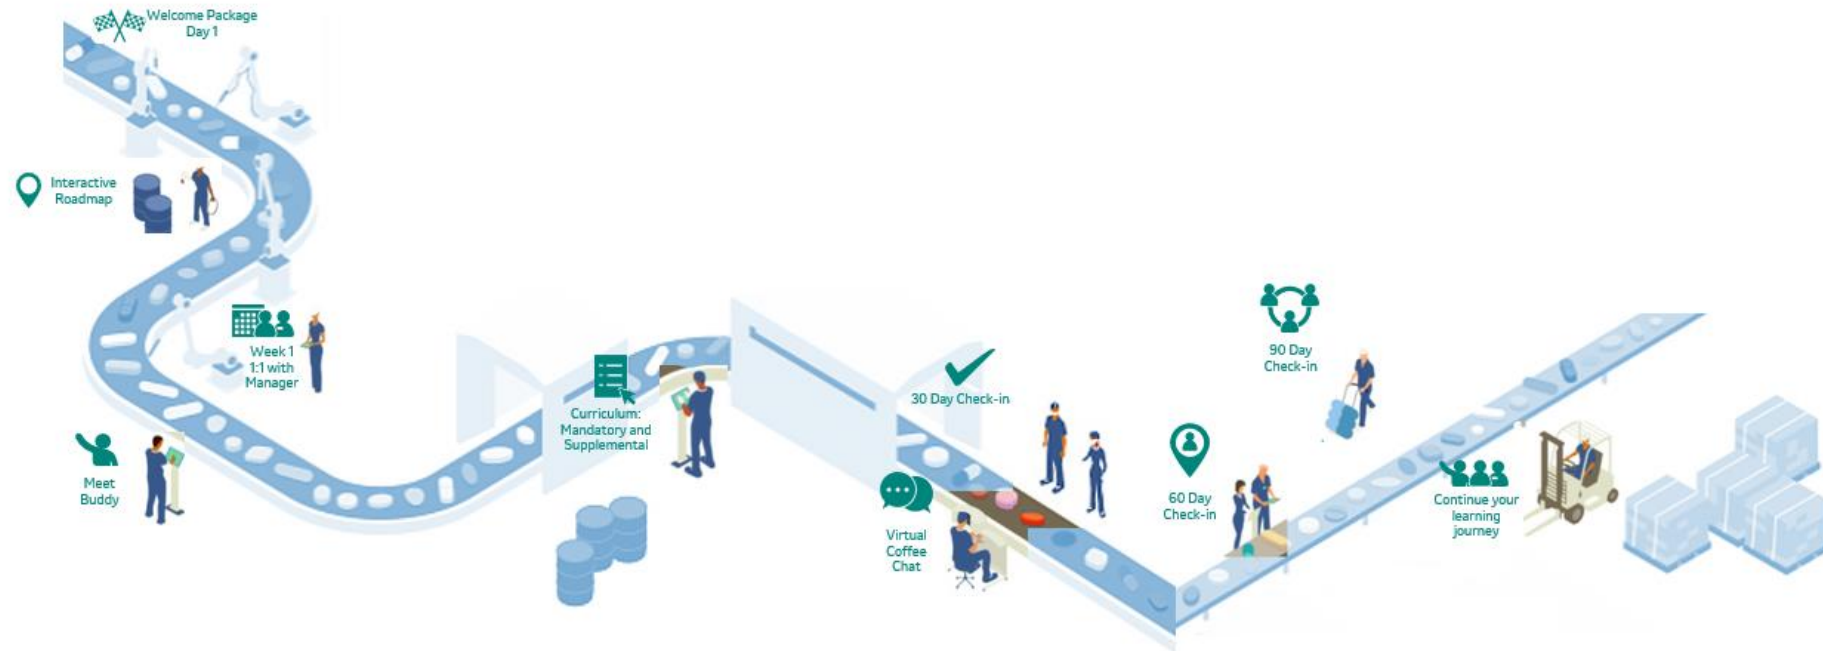 Welcome Package
Day 1
Interactive
Roadmap
Week 1
1:1 with
Manager
Meet
Buddy
Curriculum:
Mandatory and
Supplemental
30 Day Check-in
Virtual
Coffee
Chat
60 Day
Check-in
90 Day
Check-in
Continue your
learning
journey